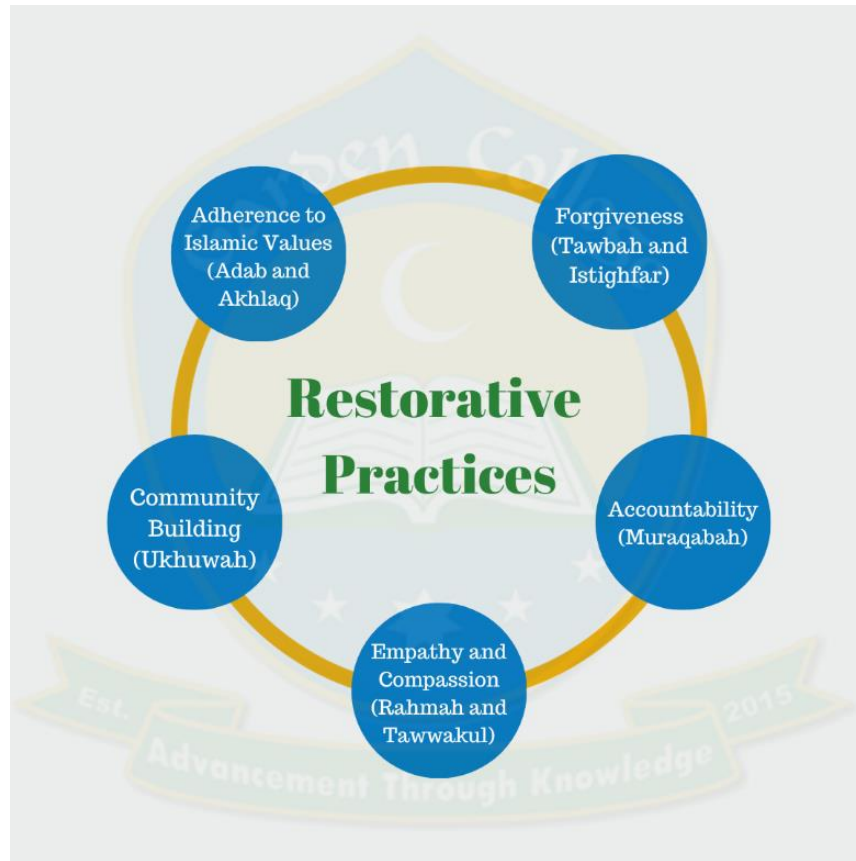 Restorative
Practices
Adherence to
Islamic Values
(Adab and
Akhlaq)
Forgiveness
(Tawbah and
Istighfar)
Accountability
(Muraqabah)
Empathy and
Compassion
(Rahmah and
Tawwakul)
Community
Building
(Ukhuwah)
Est. 2015
Advancement Through Knowledge